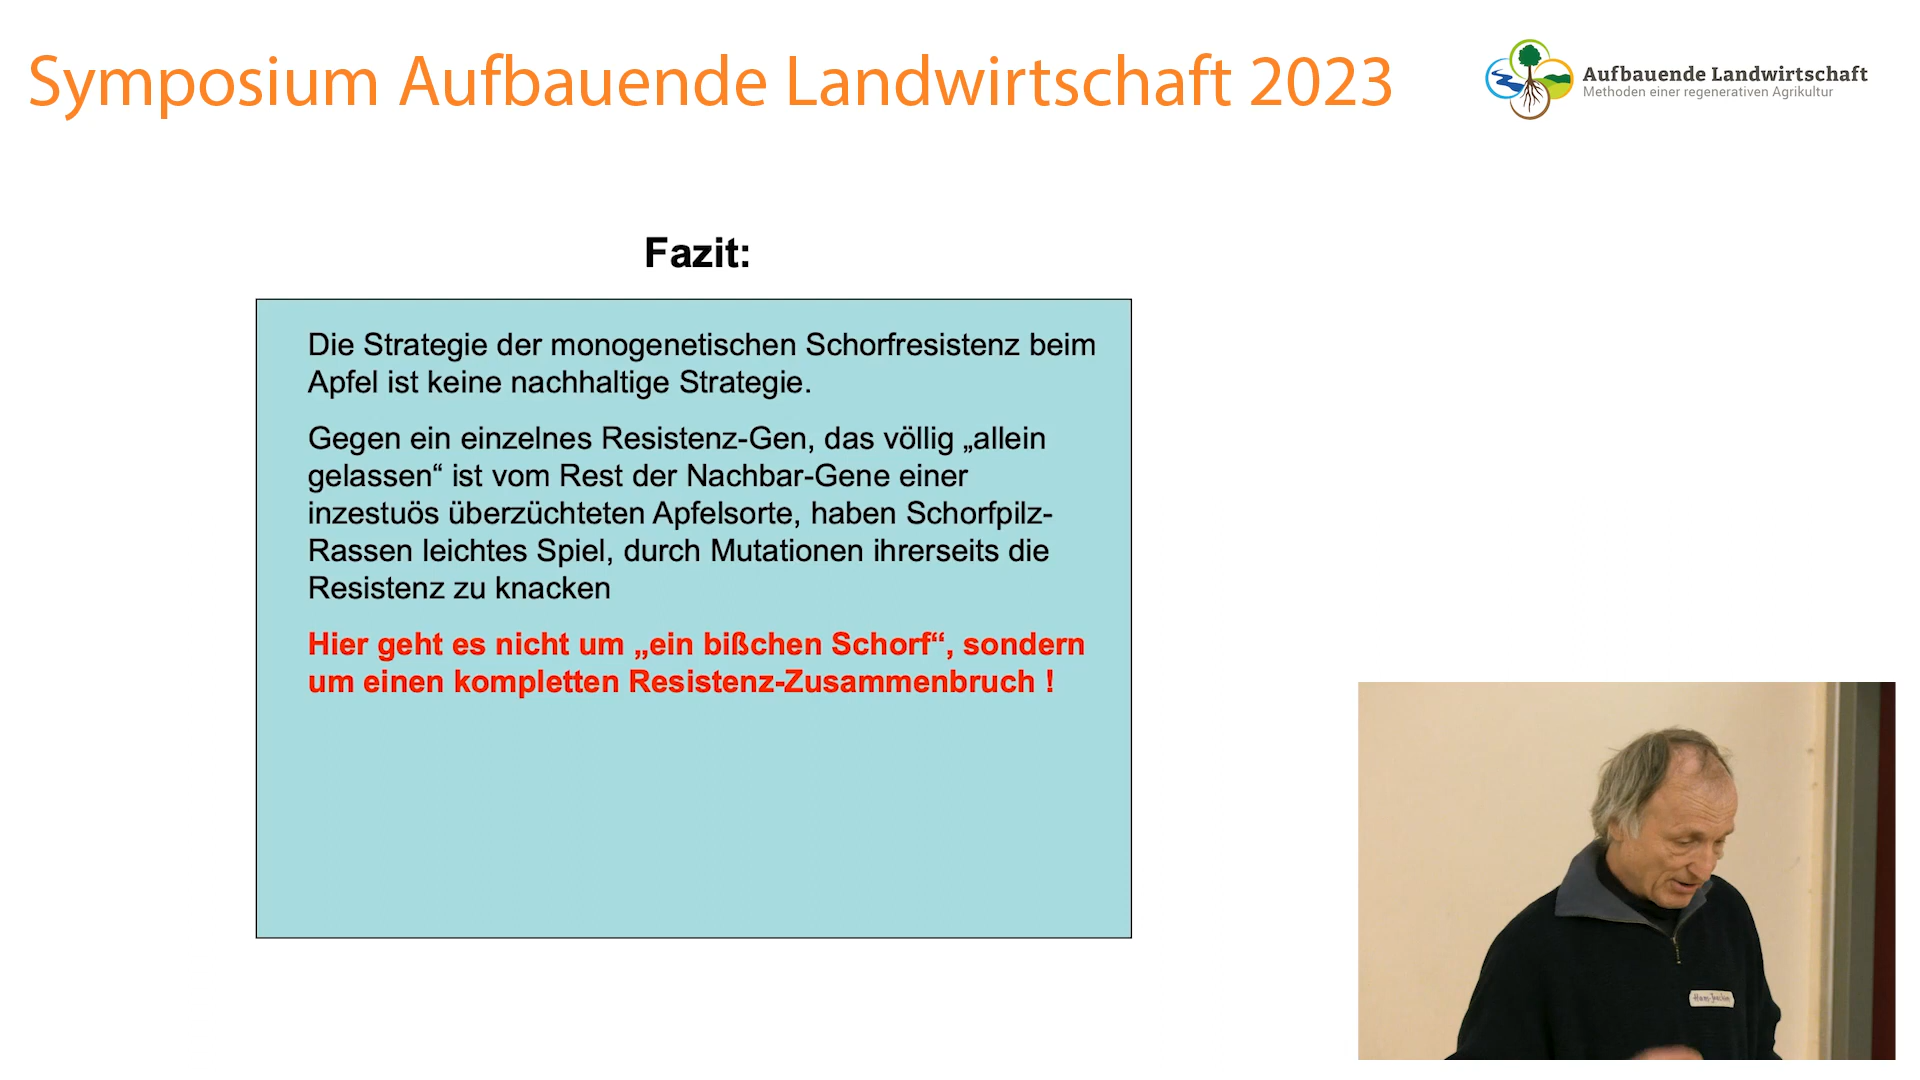 Symposium Aufbauende Landwirtschaft 2023
Aufbauende Landwirtschaft
Methoden einer regenerativen Agrikultur
Fazit:
Die Strategie der monogenetischen Schorfresistenz beim
Apfel ist keine nachhaltige Strategie.
Gegen ein einzelnes Resistenz-Gen, das völlig „allein
gelassen“ ist vom Rest der Nachbar-Gene einer
inzestuös überzüchteten Apfelsorte, haben Schorfpilz-
Rassen leichtes Spiel, durch Mutationen ihrerseits die
Resistenz zu knacken
Hier geht es nicht um „ein bißchen Schorf“, sondern
um einen kompletten Resistenz-Zusammenbruch !